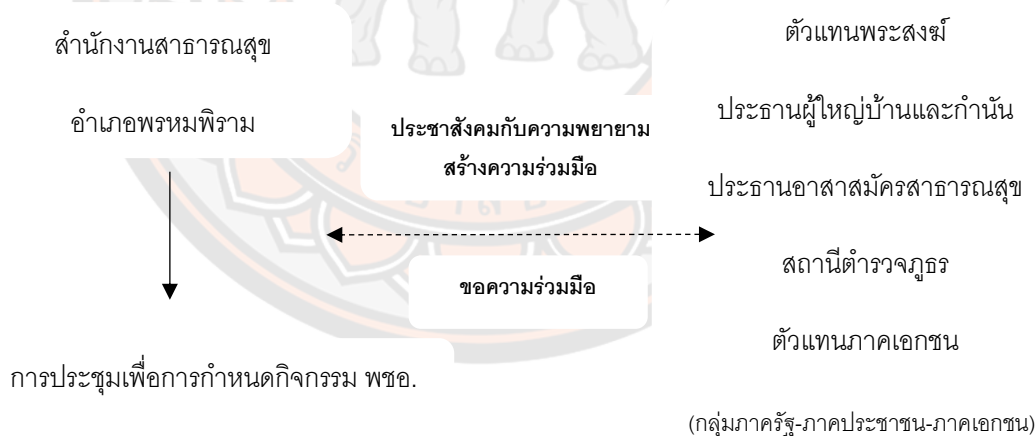 สำนักงานสาธารณสุข
อำเภอพรหมพิราม
ประชาสังคมกับความพยายาม
สร้างความร่วมมือ
ขอความร่วมมือ
การประชุมเพื่อการกำหนดกิจกรรม พชอ.
ตัวแทนพระสงฆ์
ประธานผู้ใหญ่บ้านและกำนัน
ประธานอาสาสมัครสาธารณสุข
สถานีตำรวจภูธร
ตัวแทนภาคเอกชน
(กลุ่มภาครัฐ-ภาคประชาชน-ภาคเอกชน)